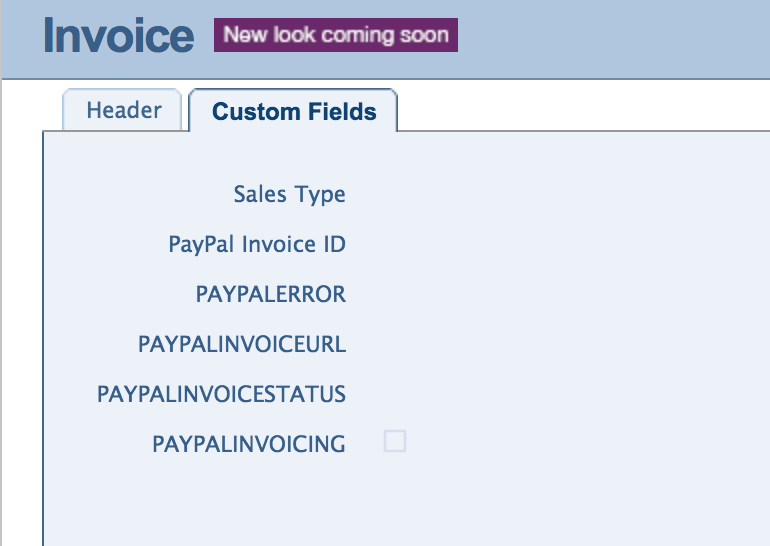 Invoice New look coming soon
Header Custom Fields
Sales Type
PayPal Invoice ID
PAYPALERROR
PAYPALINVOICEURL
PAYPALINVOICESTATUS
PAYPALINVOICING